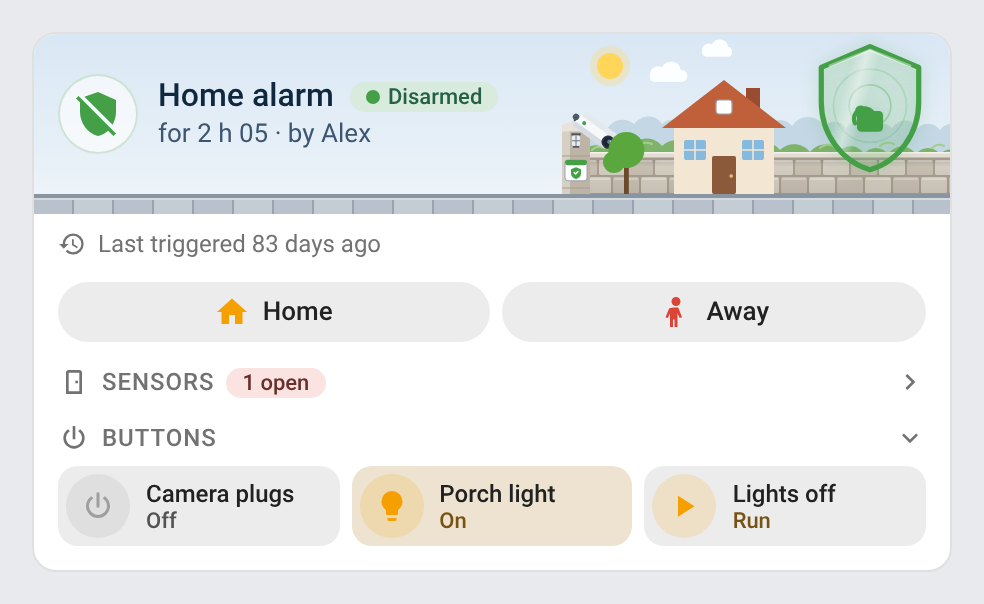 Home alarm
Disarmed
for 2 h 05 · by Alex
Last triggered 83 days ago
Home
Away
SENSORS
1 open
BUTTONS
Camera plugs
Off
Porch light
On
Lights off
Run